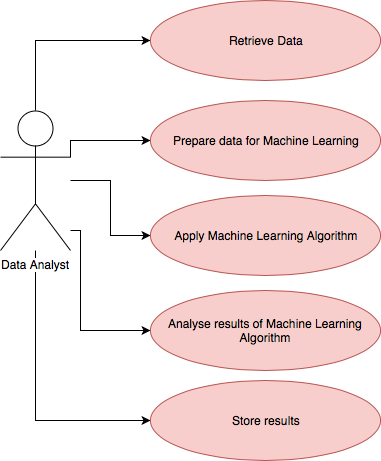 Retrieve Data
Prepare data for Machine Learning
Apply Machine Learning Algorithm
Data Analyst
Analyse results of Machine Learning
Algorithm
Store results